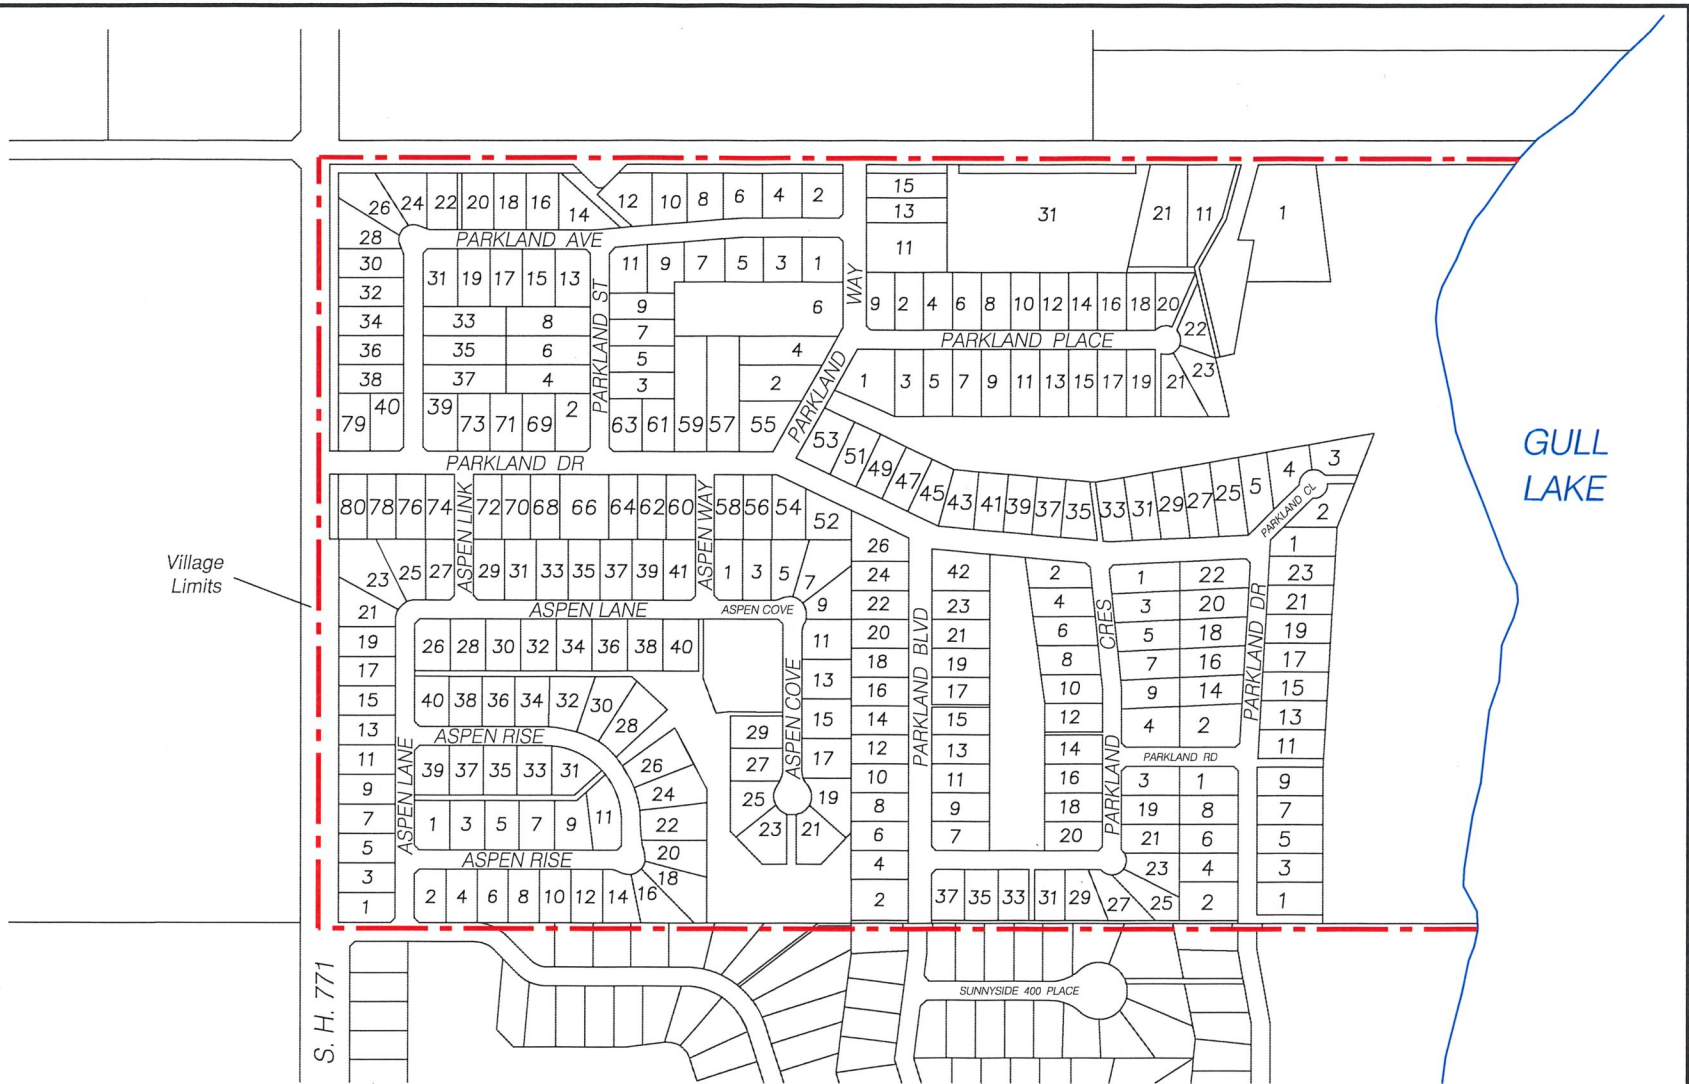 26 24 22 20 18 16 14 12 10 8 6 4 2
15
13
11
31
21 11
1
28
PARKLAND AVE
30
32
34
36
38
79 40
31 19 17 15 13
33 8
35 6
37 4
39 73 71 69 2
PARKLAND ST
11 9 7 5 3 1
9
7
5
3
6
4
2
63 61 59 57 55
WAY
PARKLAND
9 2 4 6 8 10 12 14 16 18 20
22
PARKLAND PLACE
1 3 5 7 9 11 13 15 17 19 21 23
PARKLAND DR
53 51 49 47 45 43 41 39 37 35 33 31 29 27 25 5 4 3
PARKLAND CL
2
1
GULL
LAKE
80 78 76 74
ASPEN LINK
72 70 68 66 64 62 60
ASPEN WAY
58 56 54 52
Village
Limits
23 25 27
29 31 33 35 37 39 41
1 3 5 7
9
11
13
15
17
19
21
ASPEN LANE
ASPEN COVE
21
19
17
15
13
11
9
7
5
3
1
26 28 30 32 34 36 38 40
40 38 36 34 32 30 28
ASPEN RISE
39 37 35 33 31
1 3 5 7 9 11
ASPEN LANE
ASPEN RISE
26
24
22
20
18
2 4 6 8 10 12 14 16
29
27
25
23
ASPEN COVE
26
24
22
20
18
16
14
12
10
8
6
4
2
PARKLAND BLVD
42
23
21
19
17
15
13
11
9
7
2
4
6
8
10
12
14
16
18
20
CRES
PARKLAND
1 22
3 20
5 18
7 16
9 14
4 2
PARKLAND RD
3 1
19 8
21 6
23 4
25 2
37 35 33 31 29 27
PARKLAND DR
23
21
19
17
15
13
11
9
7
5
3
1
S. H. 771
SUNNYSIDE 400 PLACE